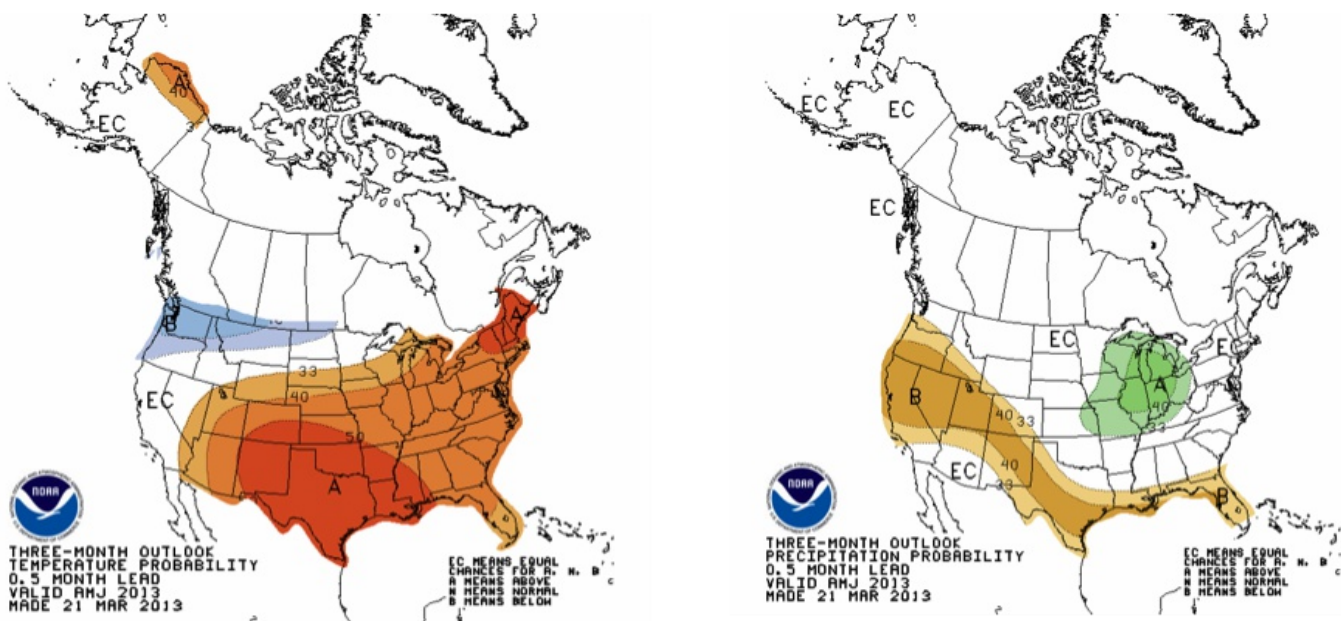 A
40
EC
3
B
EC
33
40
50
A
A
NOAA
THREE-MONTH OUTLOOK
TEMPERATURE PROBABILITY
0.5 MONTH LEAD
VALID AMJ 2013
MADE 21 MAR 2013
EC MEANS EQUAL
CHANCES FOR A, N, B
A MEANS ABOVE
N MEANS NORMAL
B MEANS BELOW
EC
EC
EC
EC
EC
A
40
33
B
40
33
EC
40
33
B
NOAA
THREE-MONTH OUTLOOK
PRECIPITATION PROBABILITY
0.5 MONTH LEAD
VALID AMJ 2013
MADE 21 MAR 2013
EC MEANS EQUAL
CHANCES FOR A, N, B
A MEANS ABOVE
N MEANS NORMAL
B MEANS BELOW